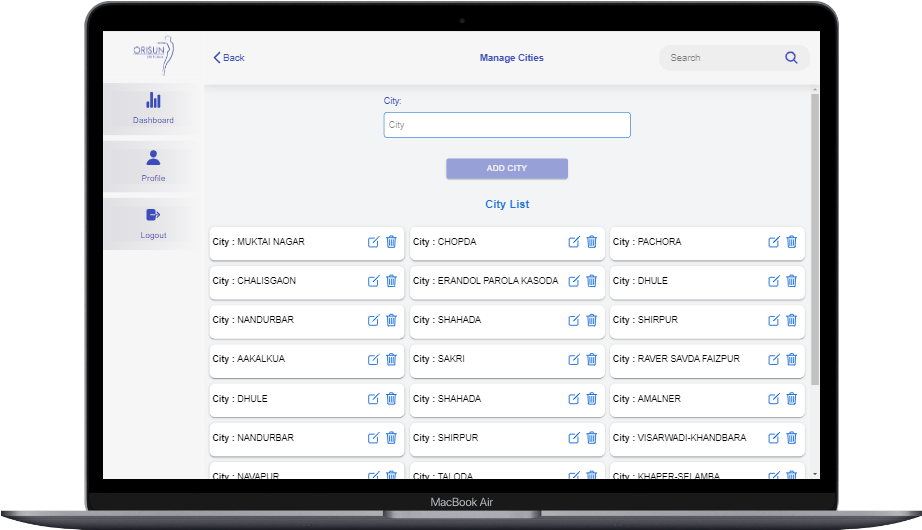 ORISUN
Back
Manage Cities
Search
Dashboard
Profile
Logout
City:
City
ADD CITY
City List
City : MUKTAI NAGAR
City : CHOPDA
City : PACHORA
City : CHALISGAON
City : ERANDOL PAROLA KASODA
City : DHULE
City : NANDURBAR
City : SHAHADA
City : SHIRPUR
City : AAKALKUA
City : SAKRI
City : RAVER SAVDA FAIZPUR
City : DHULE
City : SHAHADA
City : AMALNER
City : NANDURBAR
City : SHIRPUR
City : VISARWADI-KHANDBARA
City : NAVAPUR
City : TALODA
City : KHAPER-SELAMBA
MacBook Air